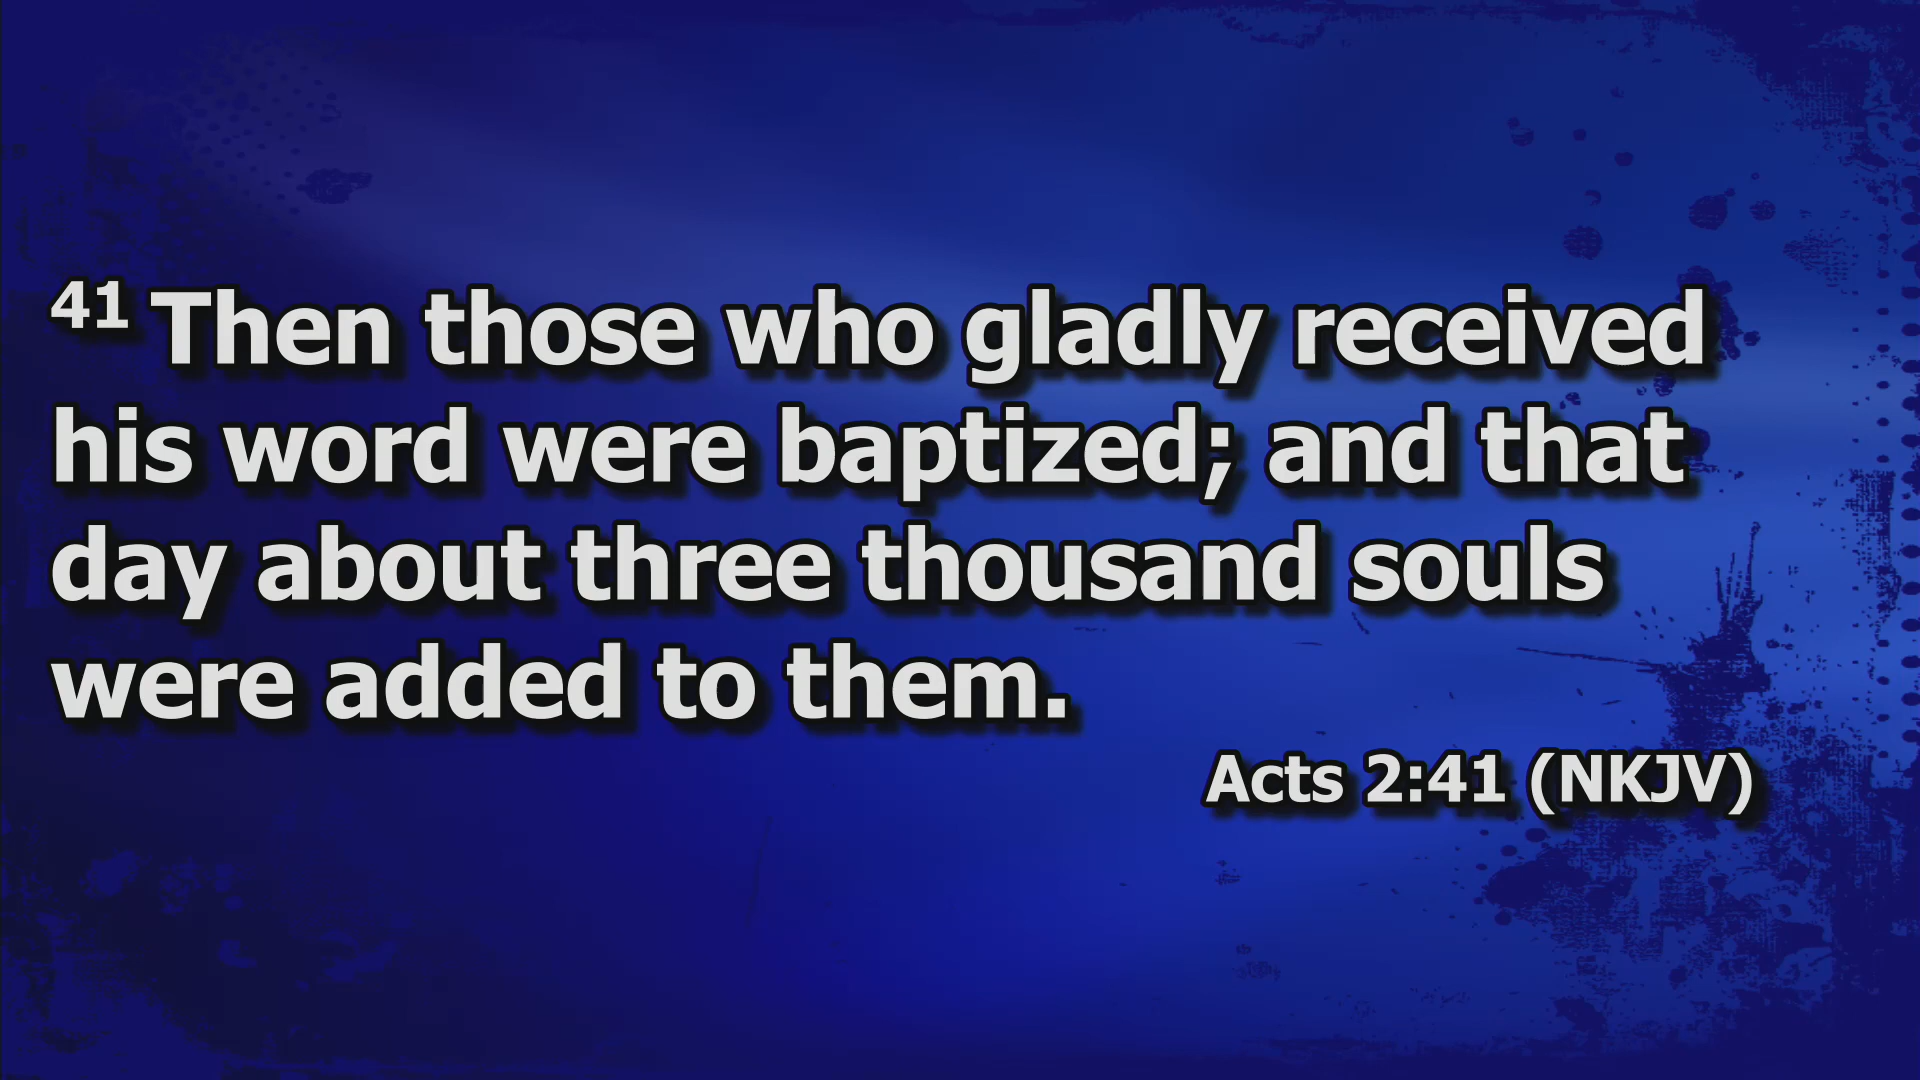 41 Then those who gladly received
his word were baptized; and that
day about three thousand souls
were added to them.
Acts 2:41 (NKJV)